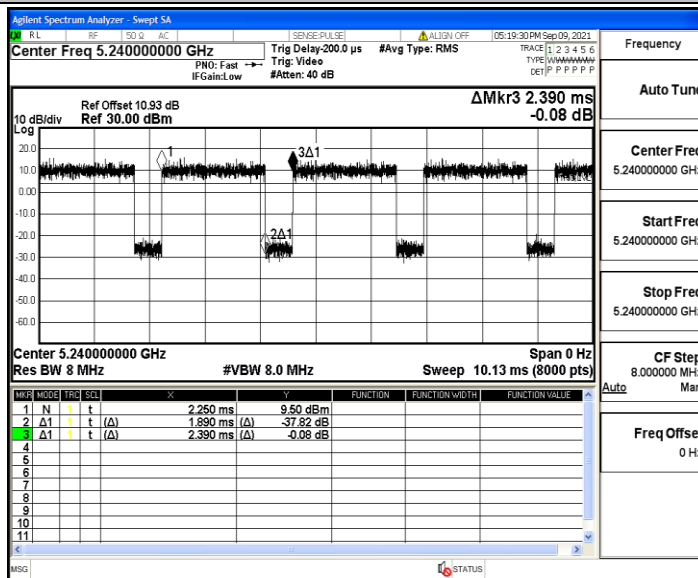 Agilent Spectrum Analyzer - Swept SA
RL RF 50 Ω AC SENSE:PULSE ALIGN OFF 05:19:30 PM Sep 09, 2021
Center Freq 5.240000000 GHz
PNO: Fast
IFGain:Low
Trig Delay-200.0 µs
Trig: Video
#Atten: 40 dB
#Avg Type: RMS
TRACE 1 2 3 4 5 6
TYPE
DET P P P P P P
ΔMkr3 2.390 ms
-0.08 dB
Ref Offset 10.93 dB
10 dB/div Ref 30.00 dBm
Log
20.0
10.0
0.00
-10.0
-20.0
-30.0
-40.0
-50.0
-60.0
1
3Δ1
2Δ1
Center 5.240000000 GHz Span 0 Hz
Res BW 8 MHz #VBW 8.0 MHz Sweep 10.13 ms (8000 pts)
MKR MODE TRC SCL X Y FUNCTION FUNCTION WIDTH FUNCTION VALUE
1 N 1 t 2.250 ms 9.50 dBm
2 Δ1 1 t (Δ) 1.890 ms (Δ) -37.82 dB
3 Δ1 1 t (Δ) 2.390 ms (Δ) -0.08 dB
4
5
6
7
8
9
10
11
MSG STATUS
Frequency
Auto Tune
Center Freq
5.240000000 GHz
Start Freq
5.240000000 GHz
Stop Freq
5.240000000 GHz
CF Step
8.000000 MHz
Auto Man
Freq Offset
0 Hz